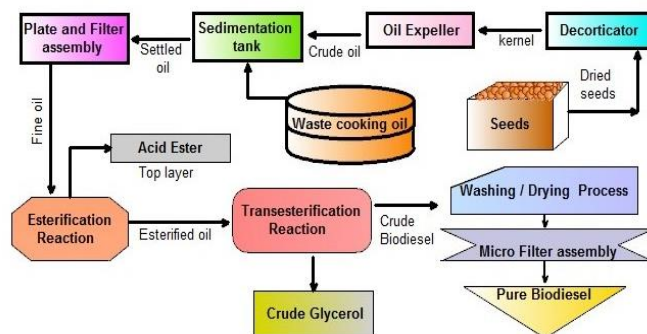 Plate and Filter
assembly
Settled
oil
Sedimentation
tank
Crude oil
Oil Expeller
kernel
Decorticator
Dried
seeds
Seeds
Waste cooking oil
Fine oil
Acid Ester
Top layer
Esterification
Reaction
Esterified oil
Transesterification
Reaction
Crude
Biodiesel
Washing / Drying Process
Micro Filter assembly
Pure Biodiesel
Crude Glycerol